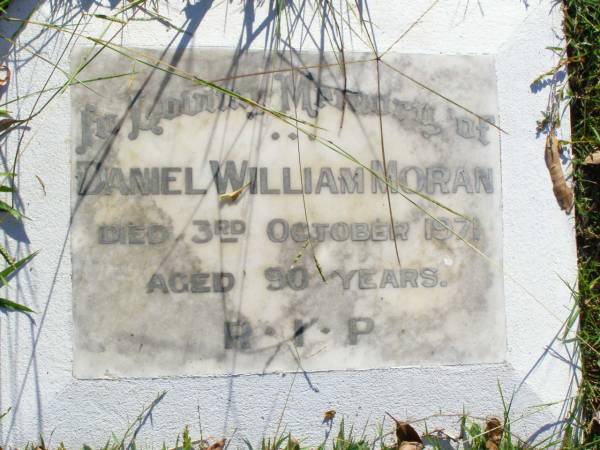 In Loving Memory of
Daniel William Moran
Died 3rd October 1971
Aged 90 Years.
R·I·P